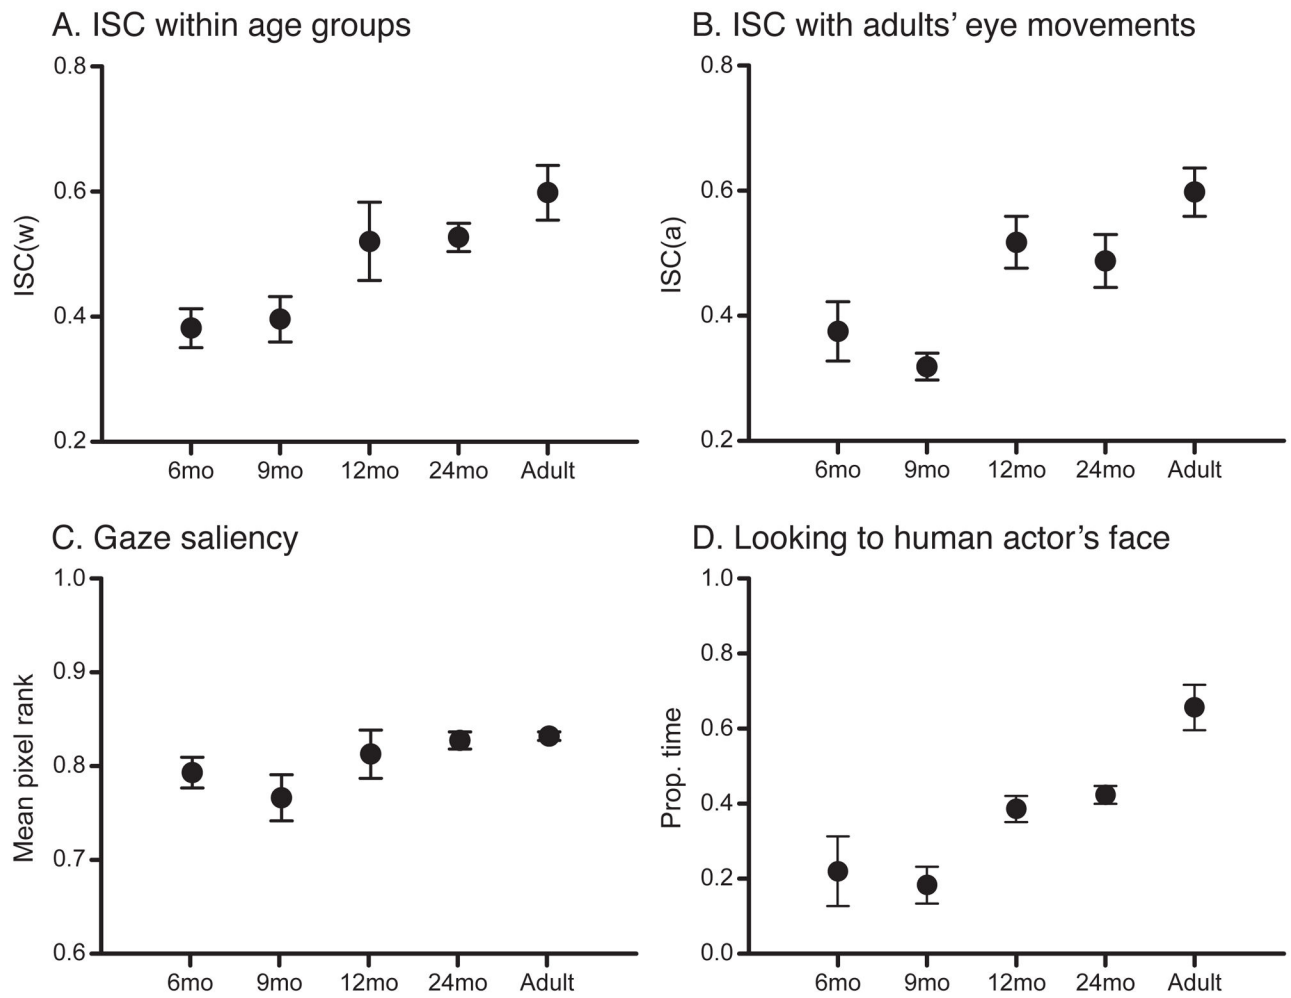 A. ISC within age groups
0.8
0.6
0.4
0.2
ISC(w)
6mo 9mo 12mo 24mo Adult
B. ISC with adults' eye movements
0.8
0.6
0.4
0.2
ISC(a)
6mo 9mo 12mo 24mo Adult
C. Gaze saliency
1.0
0.9
0.8
0.7
0.6
Mean pixel rank
6mo 9mo 12mo 24mo Adult
D. Looking to human actor's face
1.0
0.8
0.6
0.4
0.2
0.0
Prop. time
6mo 9mo 12mo 24mo Adult